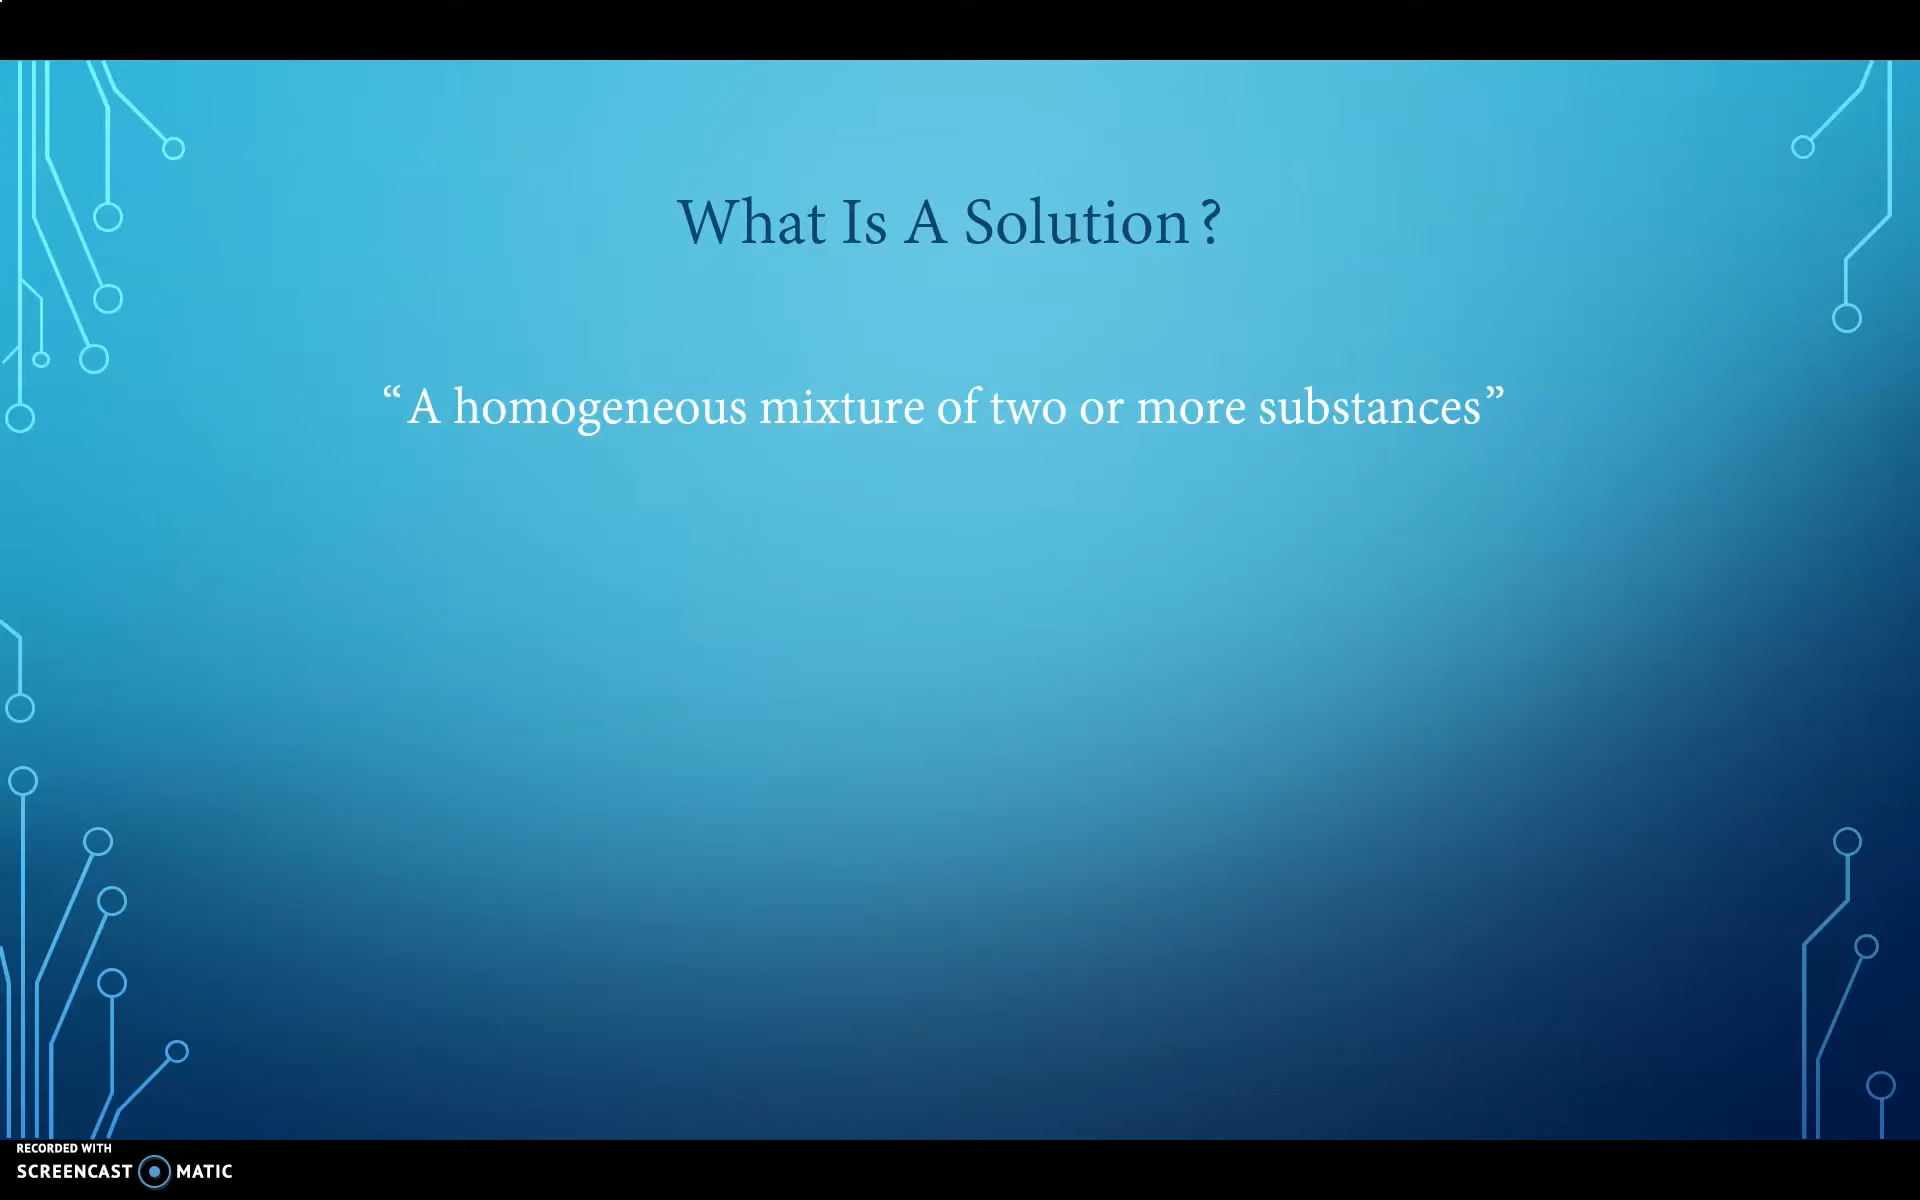 What Is A Solution?
“A homogeneous mixture of two or more substances”
RECORDED WITH
SCREENCAST MATIC